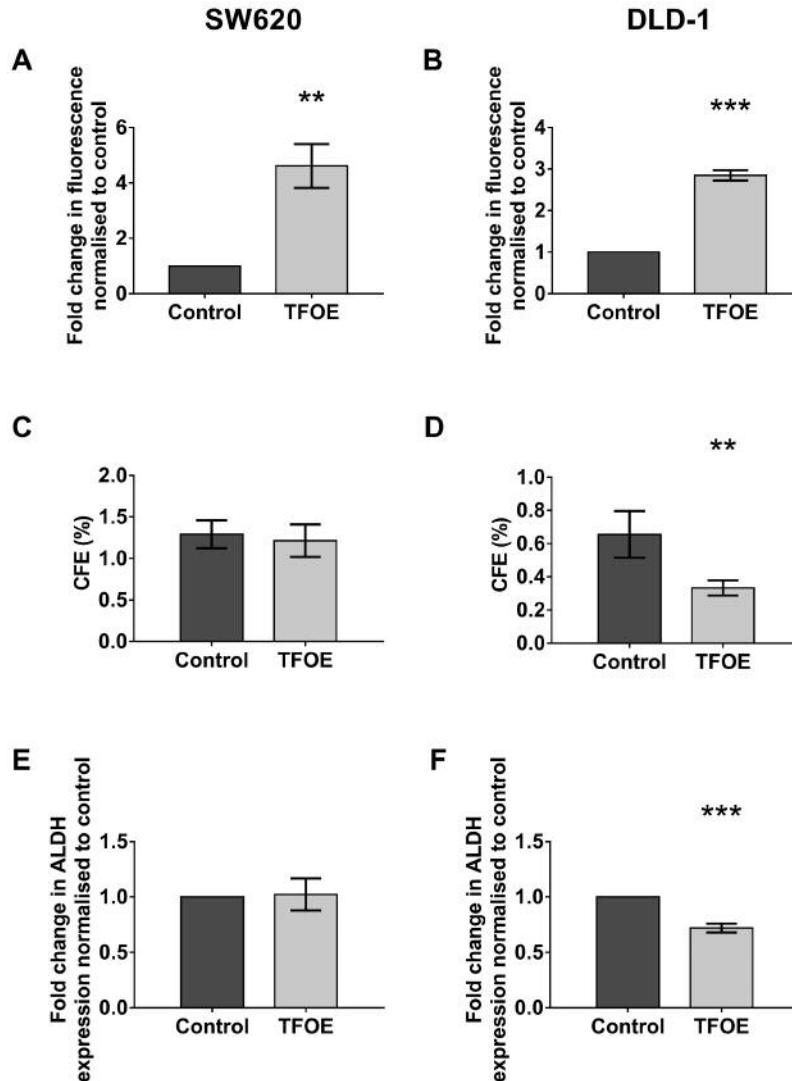 SW620
DLD-1
A
Fold change in fluorescence
normalised to control
6
4
2
0
**
Control
TFOE
B
Fold change in fluorescence
normalised to control
4
3
2
1
0
***
Control
TFOE
C
CFE (%)
2.0
1.5
1.0
0.5
0.0
Control
TFOE
D
CFE (%)
1.0
0.8
0.6
0.4
0.2
0.0
**
Control
TFOE
E
Fold change in ALDH
expression normalised to control
1.5
1.0
0.5
0.0
Control
TFOE
F
Fold change in ALDH
expression normalised to control
1.5
1.0
0.5
0.0
***
Control
TFOE